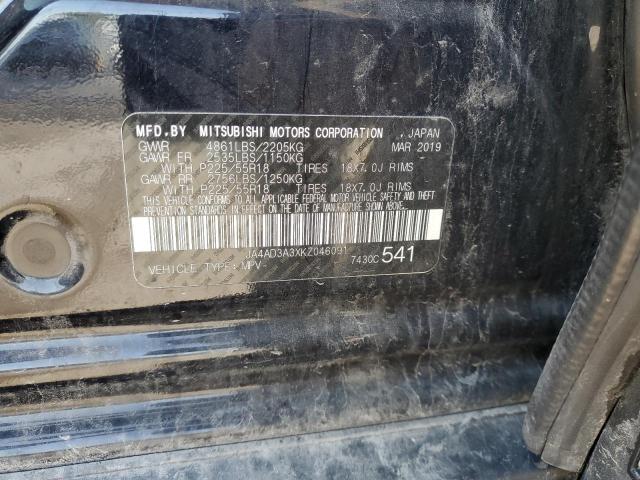 MFD.BY MITSUBISHI MOTORS CORPORATION , JAPAN
GVWR 4861LBS/2205KG MAR 2019
GAWR FR 2535LBS/1150KG
WITH P225/55R18 TIRES 18X7.0J RIMS
GAWR RR 2756LBS/1250KG
WITH P225/55R18 TIRES 18X7.0J RIMS
THIS VEHICLE CONFORMS TO ALL APPLICABLE FEDERAL MOTOR VEHICLE SAFETY, BUMPER, AND THEFT
PREVENTION STANDARDS IN EFFECT ON THE DATE OF MANUFACTURE SHOWN ABOVE.
JA4AD3A3XKZ046091
VEHICLE TYPE: MPV 7430C 541